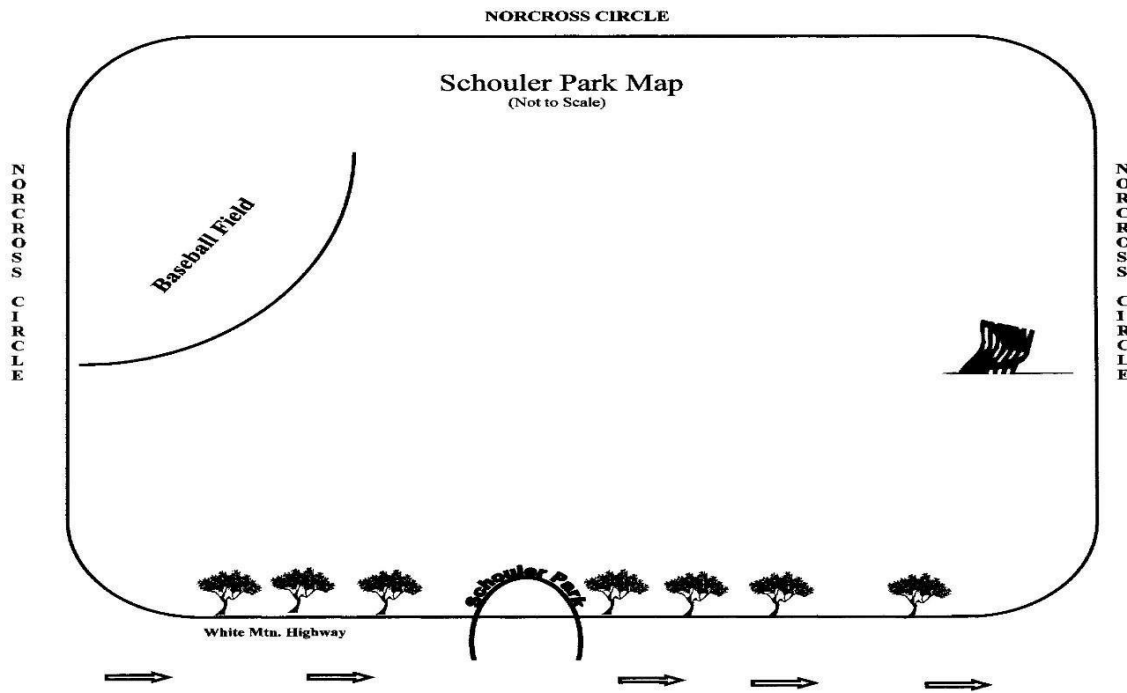 NORCROSS CIRCLE
Schouler Park Map
(Not to Scale)
NORCROSS CIRCLE
Baseball Field
NORCROSS CIRCLE
Schouler Park
White Mtn. Highway